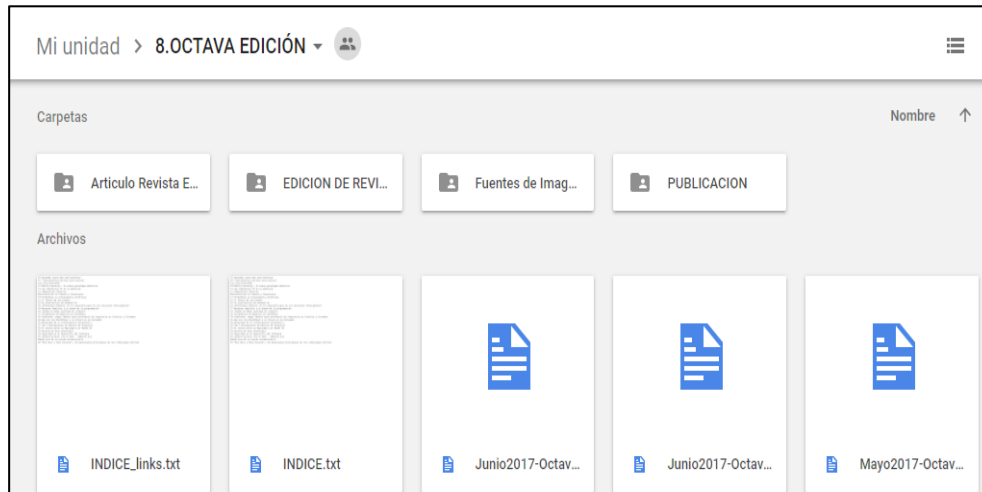 Mi unidad > 8.OCTAVA EDICIÓN
Carpetas Nombre
Articulo Revista E... EDICION DE REVI... Fuentes de Imag... PUBLICACION
Archivos
INDICE_links.txt INDICE.txt Junio2017-Octav... Junio2017-Octav... Mayo2017-Octav...